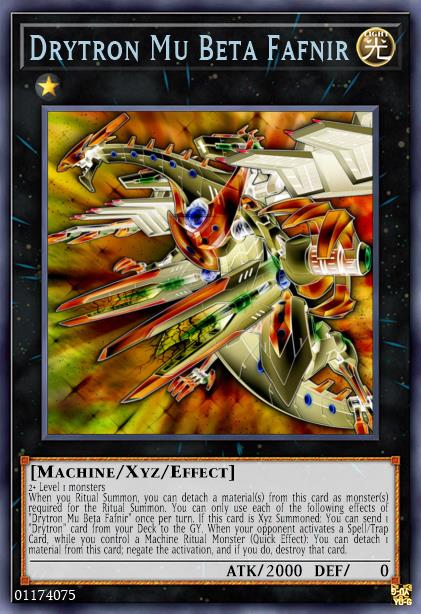 DRYTRON MU BETA FAFNIR
LIGHT
光
[MACHINE/XYZ/EFFECT]
2+ Level 1 monsters
When you Ritual Summon, you can detach a material(s) from this card as monster(s)
required for the Ritual Summon. You can only use each of the following effects of
"Drytron Mu Beta Fafnir" once per turn. If this card is Xyz Summoned: You can send 1
"Drytron" card from your Deck to the GY. When your opponent activates a Spell/Trap
Card, while you control a Machine Ritual Monster (Quick Effect): You can detach 1
material from this card; negate the activation, and if you do, destroy that card.
ATK/2000 DEF/ 0
01174075